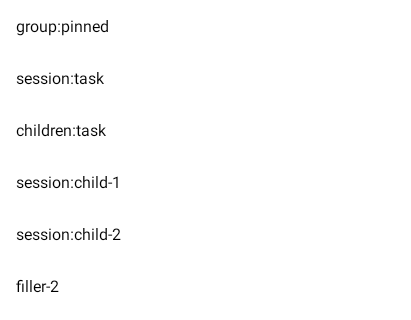 group:pinned
session:task
children:task
session:child-1
session:child-2
filler-2